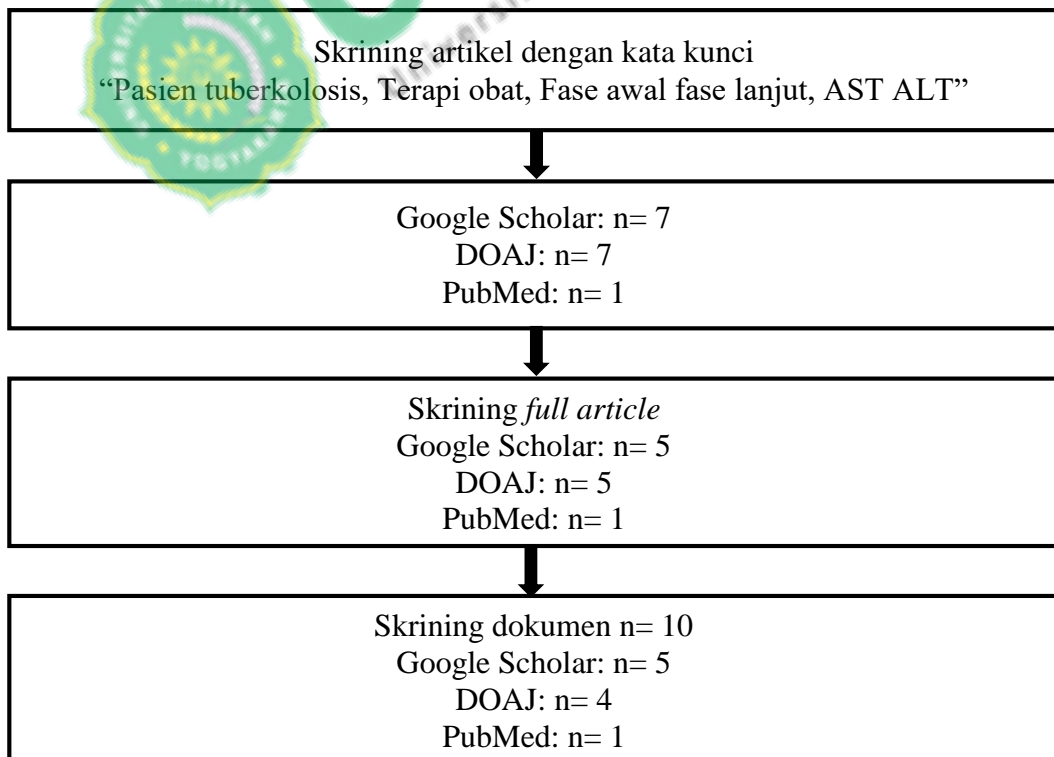 Skrining artikel dengan kata kunci
“Pasien tuberkolosis, Terapi obat, Fase awal fase lanjut, AST ALT”
Google Scholar: n= 7
DOAJ: n= 7
PubMed: n= 1
Skrining full article
Google Scholar: n= 5
DOAJ: n= 5
PubMed: n= 1
Skrining dokumen n= 10
Google Scholar: n= 5
DOAJ: n= 4
PubMed: n= 1
YOGYAKAR